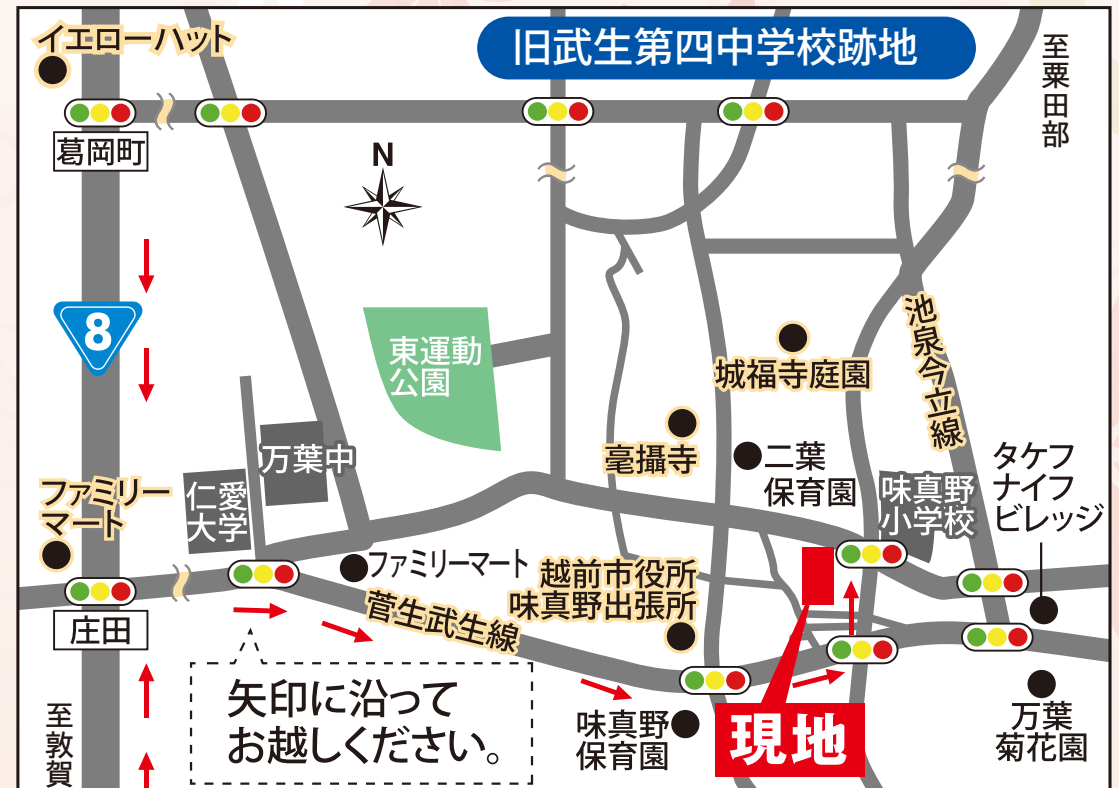 イエローハット
旧武生第四中学校跡地
至粟田部
葛岡町
N
8
東運動
公園
池泉今立線
城福寺庭園
毫攝寺
二葉
保育園
万葉中
仁愛
大学
味真野
小学校
タケフ
ナイフ
ビレッジ
ファミリー
マート
ファミリーマート
越前市役所
味真野出張所
菅生武生線
庄田
矢印に沿って
お越しください。
味真野
保育園
現地
万葉
菊花園
至敦賀